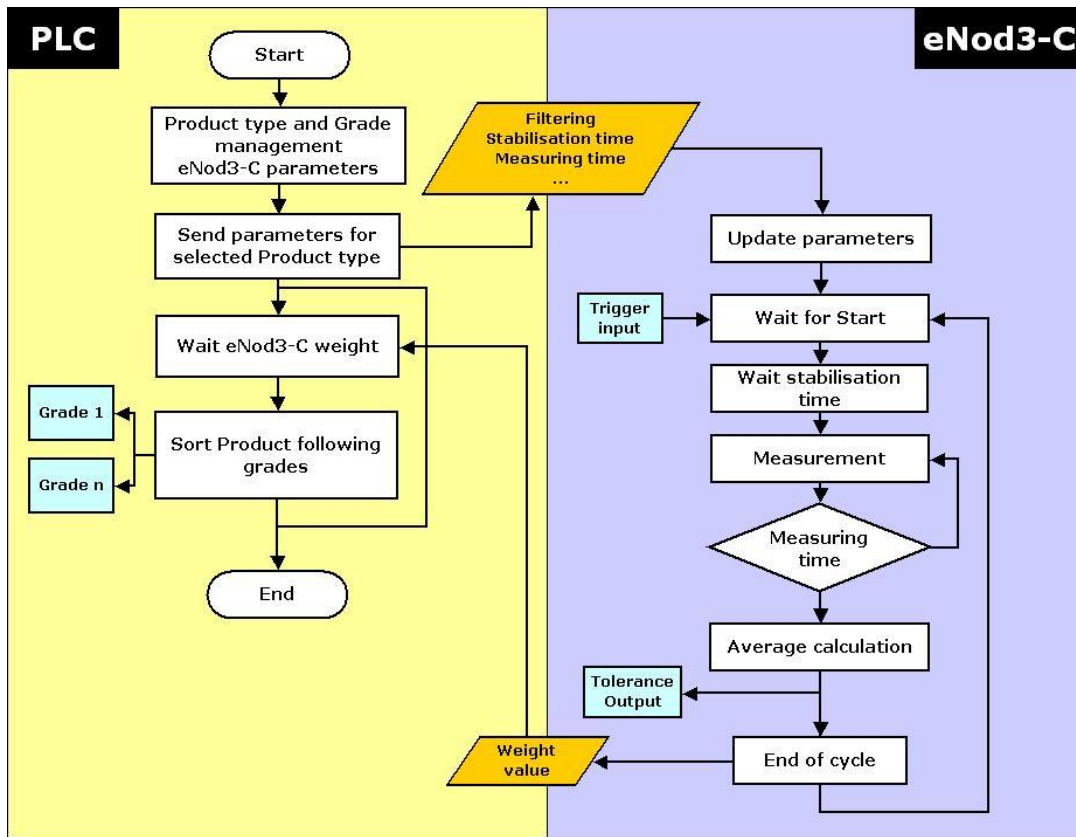 PLC
eNod3-C
Start
Product type and Grade
management
eNod3-C parameters
Filtering
Stabilisation time
Measuring time
...
Send parameters for
selected Product type
Update parameters
Trigger
input
Wait for Start
Wait eNod3-C weight
Wait stabilisation
time
Grade 1
Sort Product following
grades
Grade n
Measurement
Measuring
time
End
Average calculation
Tolerance
Output
Weight
value
End of cycle